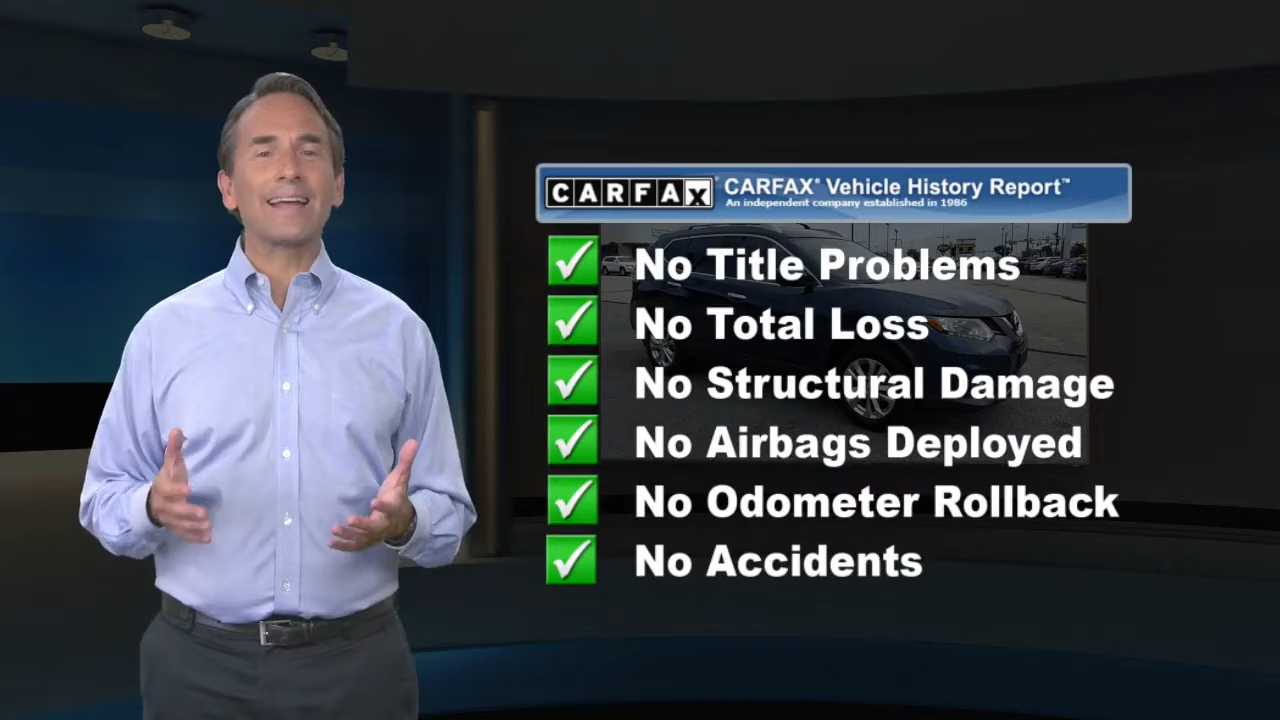 CARFAX® CARFAX® Vehicle History Report™
An independent company established in 1986
No Title Problems
No Total Loss
No Structural Damage
No Airbags Deployed
No Odometer Rollback
No Accidents